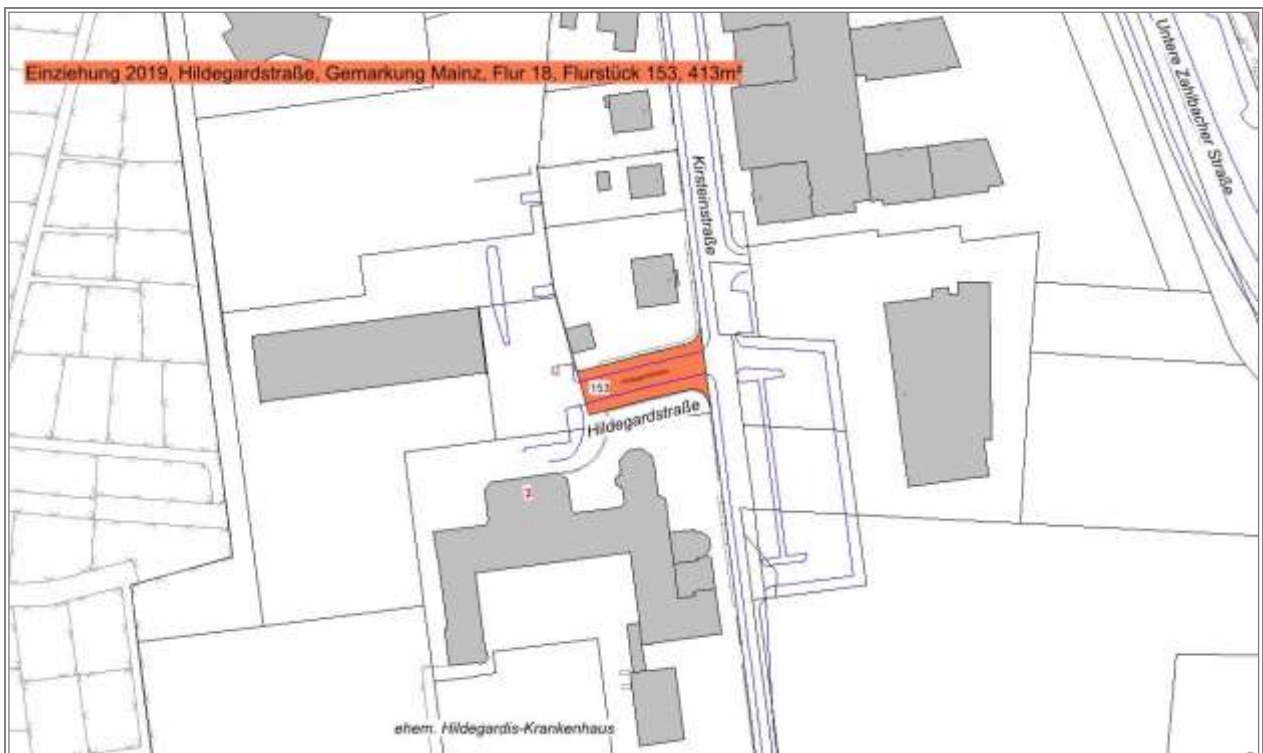 Einziehung 2019, Hildegardstraße, Gemarkung Mainz, Flur 18, Flurstück 153, 413m²
Untere Zahlbacher Straße
Kirsteinstraße
153
Hildegardstraße
3
ehem. Hildegardis-Krankenhaus